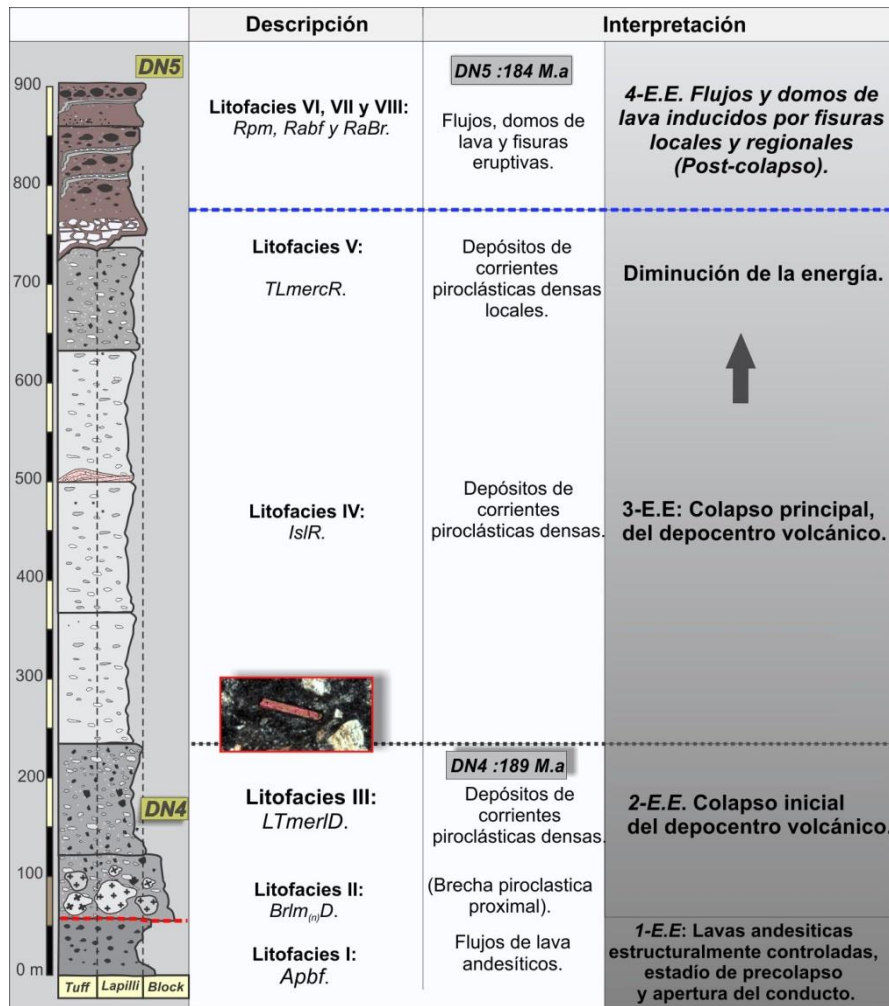 Descripción
Interpretación
DN5
900
800
700
600
500
400
300
200
100
0 m
DN4
Tuff
Lapilli
Block
Litofacies VI, VII y VIII:
Rpm, Rabf y RaBr.
DN5 :184 M.a
Flujos, domos de
lava y fisuras
eruptivas.
4-E.E. Flujos y domos de
lava inducidos por fisuras
locales y regionales
(Post-colapso).
Litofacies V:
TLmercR.
Depósitos de
corrientes
piroclásticas densas
locales.
Diminución de la energía.
Litofacies IV:
IslR.
Depósitos de
corrientes
piroclásticas densas.
3-E.E: Colapso principal,
del depocentro volcánico.
Litofacies III:
LTmerlD.
DN4 :189 M.a
Depósitos de
corrientes
piroclásticas densas.
2-E.E. Colapso inicial
del depocentro volcánico.
Litofacies II:
Brlm(n)D.
(Brecha piroclastica
proximal).
Litofacies I:
Apbf.
Flujos de lava
andesíticos.
1-E.E: Lavas andesiticas
estructuralmente controladas,
estadío de precolapso
y apertura del conducto.